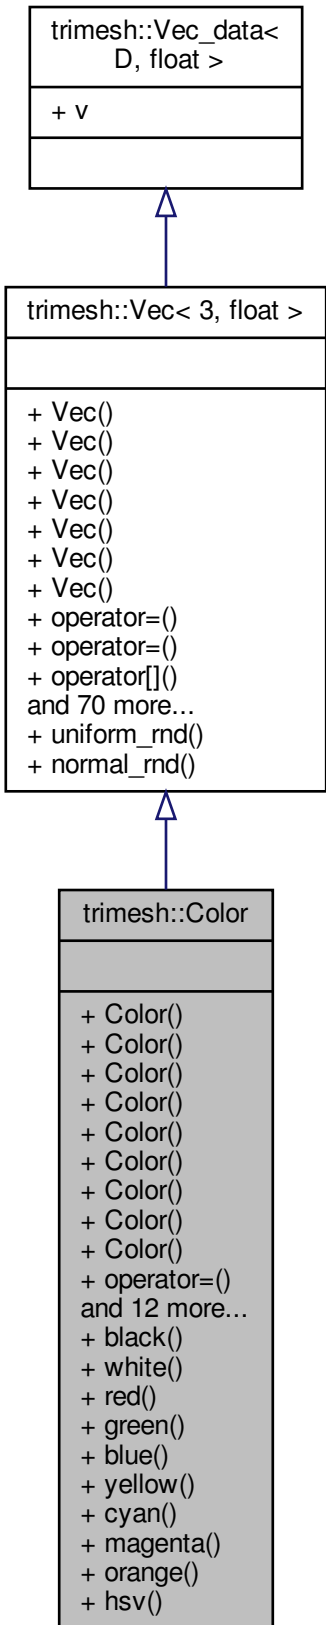 trimesh::Vec_data<
D, float >
+ v
trimesh::Vec< 3, float >
+ Vec()
+ Vec()
+ Vec()
+ Vec()
+ Vec()
+ Vec()
+ Vec()
+ operator=()
+ operator=()
+ operator[]()
and 70 more...
+ uniform_rnd()
+ normal_rnd()
trimesh::Color
+ Color()
+ Color()
+ Color()
+ Color()
+ Color()
+ Color()
+ Color()
+ Color()
+ Color()
+ operator=()
and 12 more...
+ black()
+ white()
+ red()
+ green()
+ blue()
+ yellow()
+ cyan()
+ magenta()
+ orange()
+ hsv()